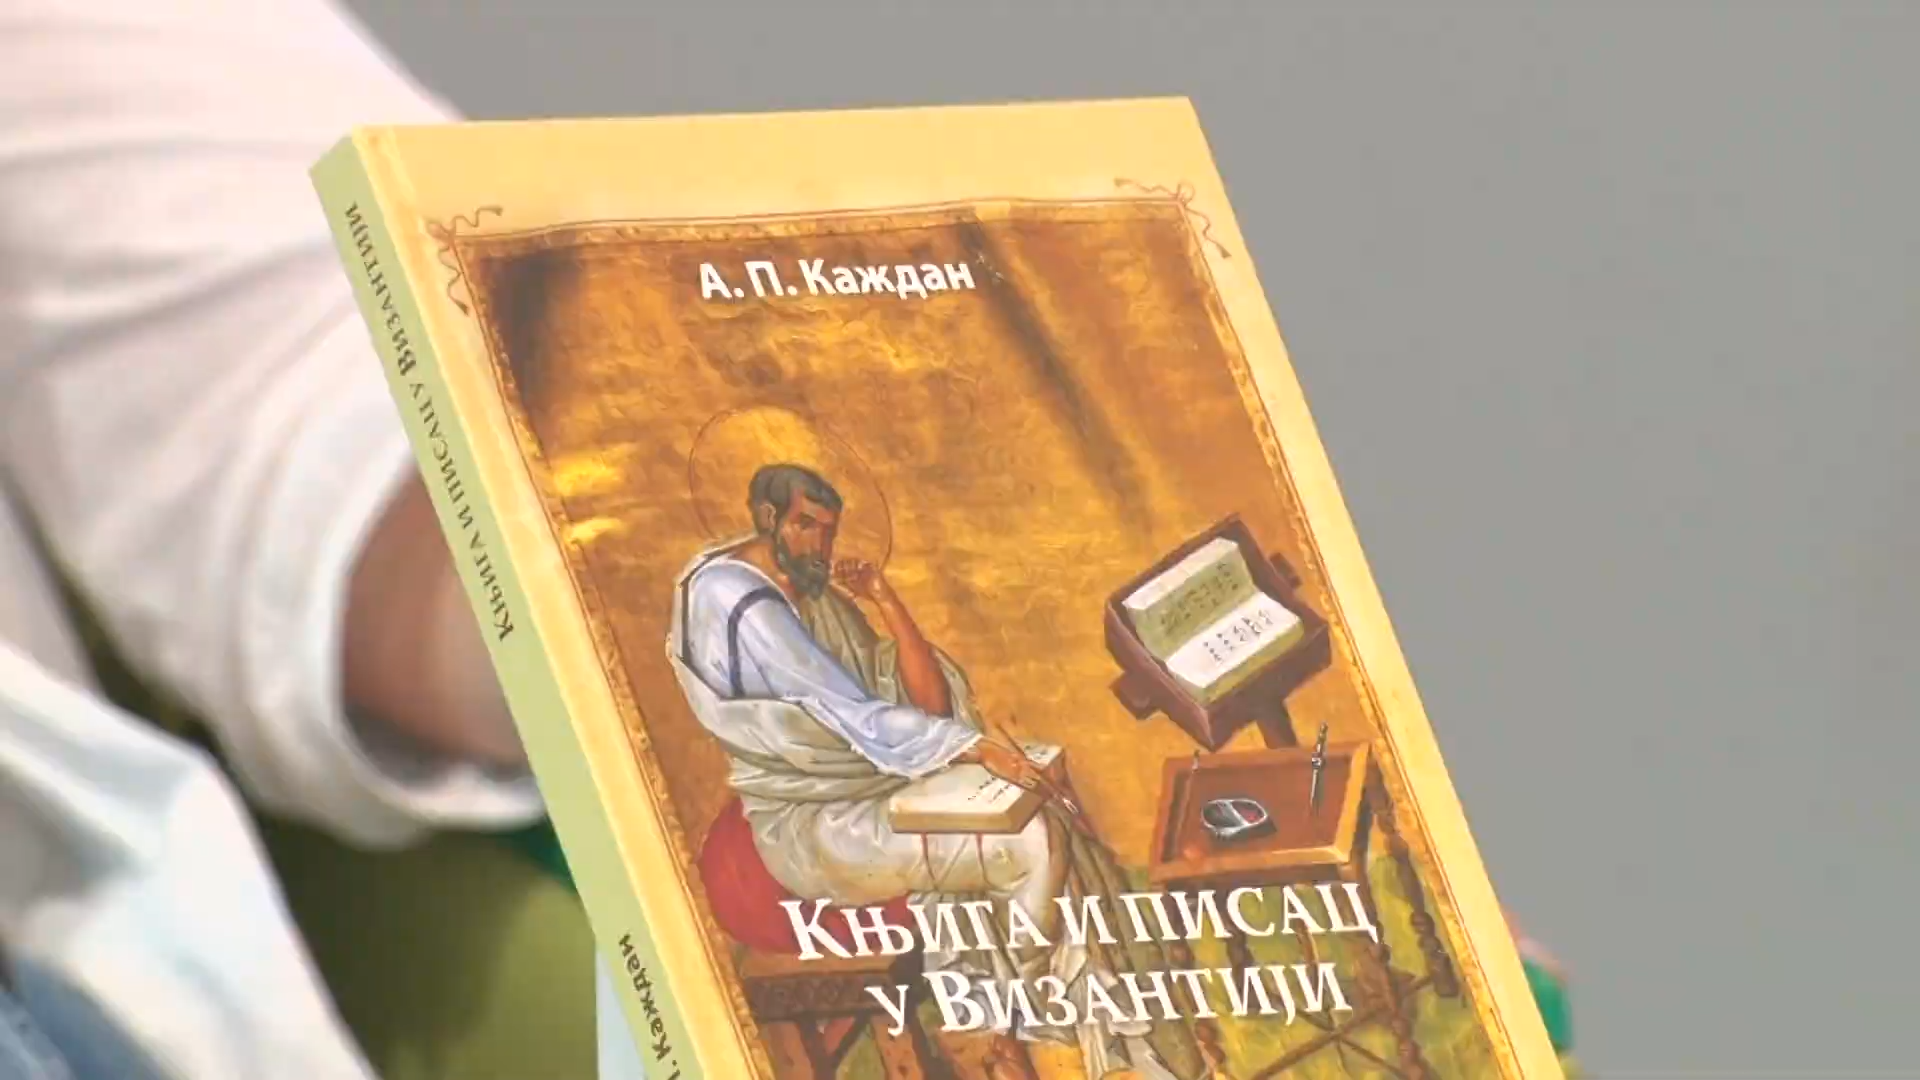 А. П. Каждан
Књига и писац
у Византији
Књига и писац у Византији
П. Каждан